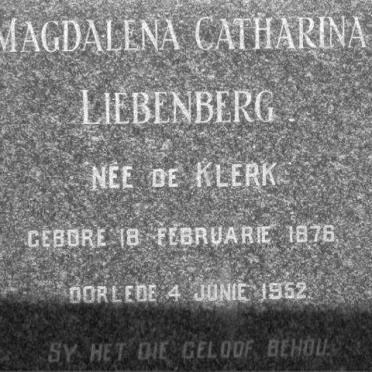 MAGDALENA CATHARINA
LIEBENBERG.
NÉE DE KLERK
GEBORE 18 FEBRUARIE 1876
OORLEDE 4 JUNIE 1952.
SY HET DIE GELOOF BEHOU.